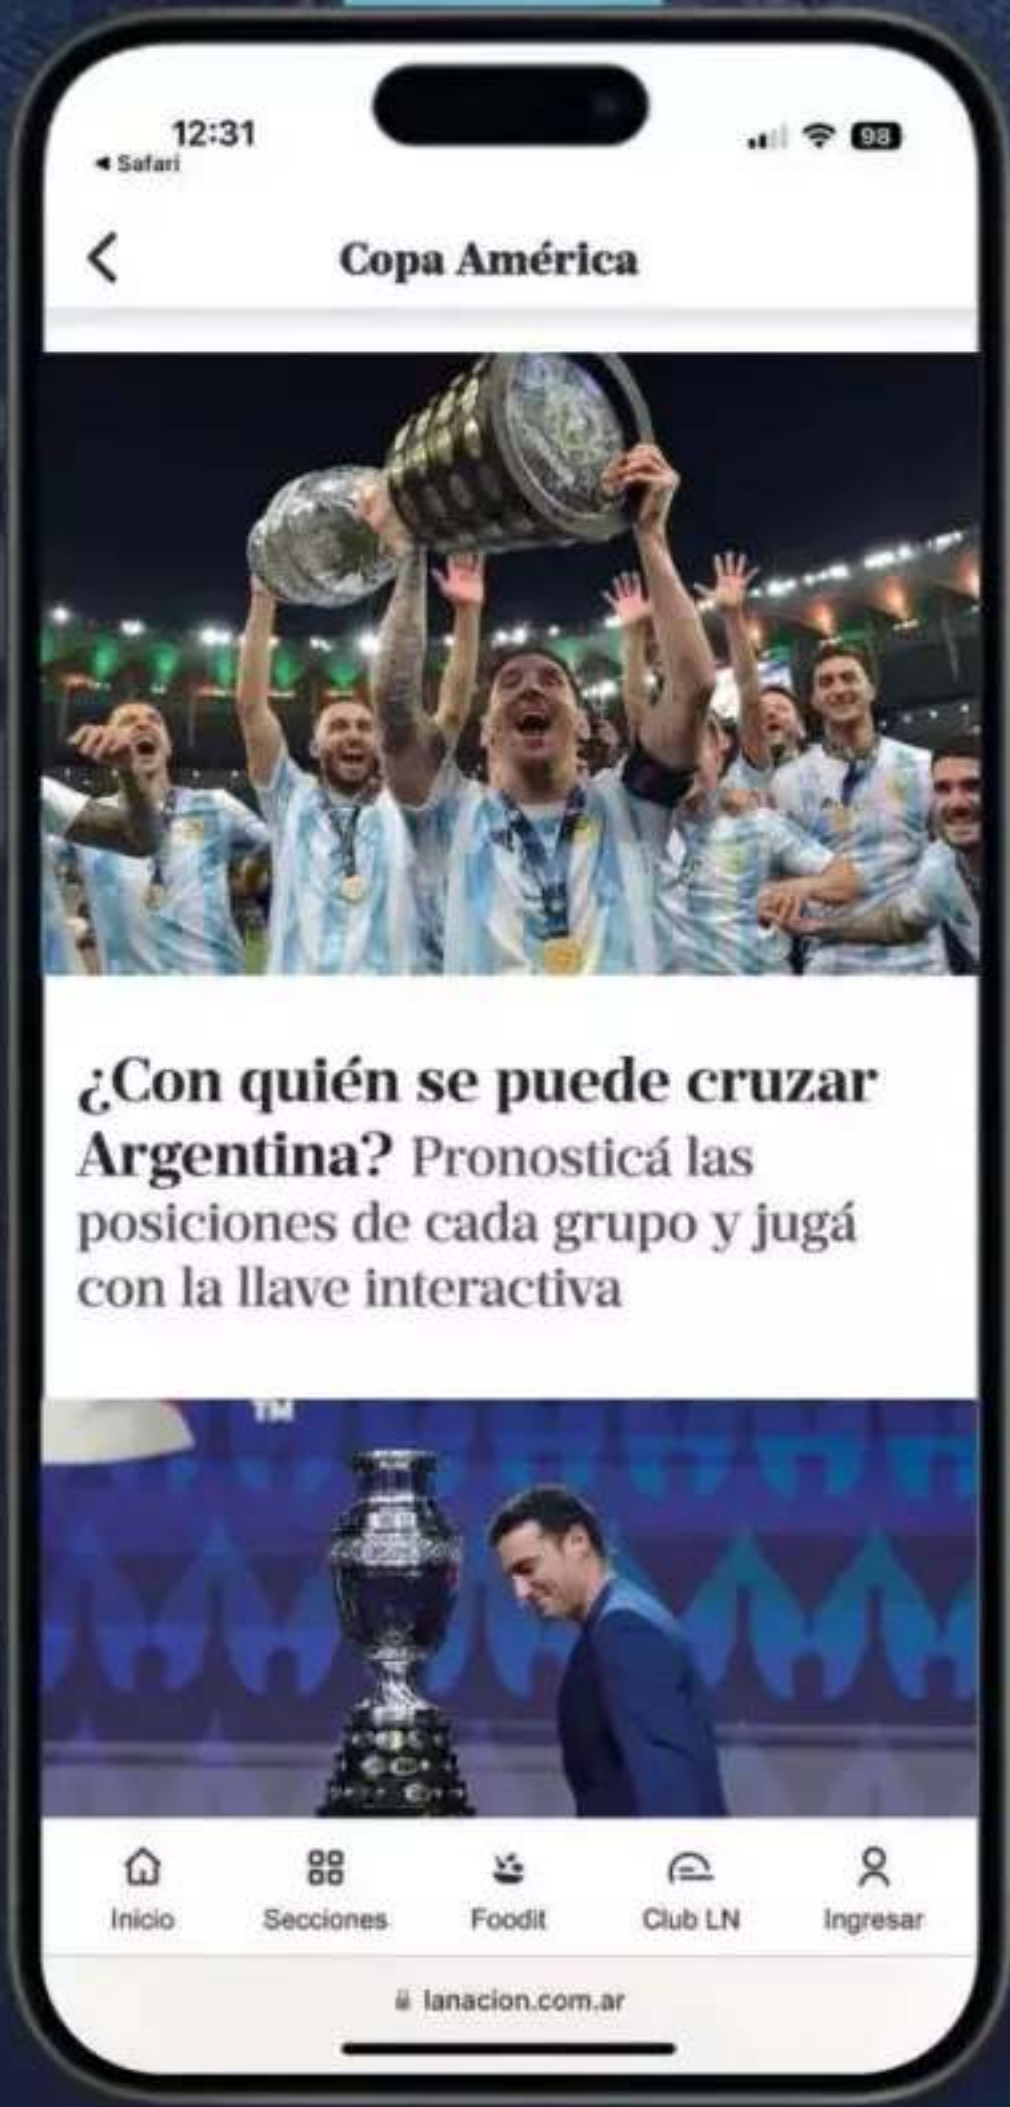 12:31
98
◄ Safari
Copa América
¿Con quién se puede cruzar
Argentina? Pronosticá las
posiciones de cada grupo y jugá
con la llave interactiva
TM
Inicio
Secciones
Foodit
Club LN
Ingresar
lanacion.com.ar